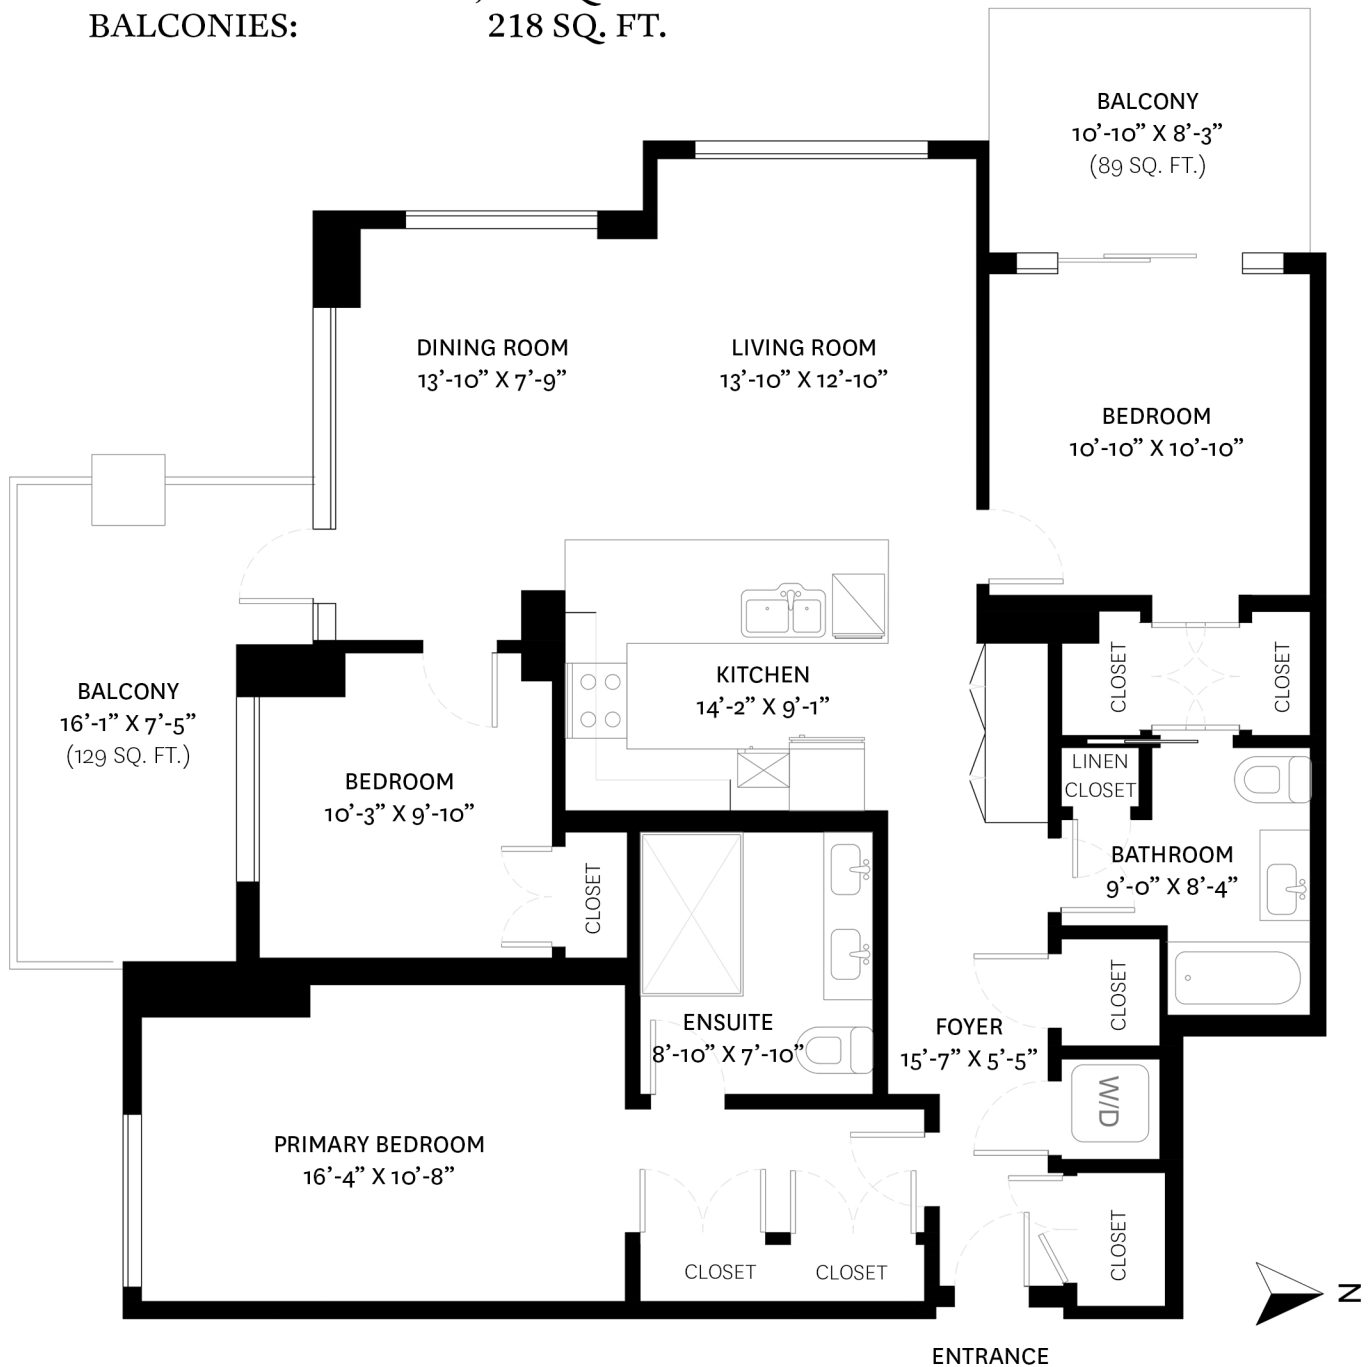 BALCONIES: 218 SQ. FT.
BALCONY
10'-10" X 8'-3"
(89 SQ. FT.)
DINING ROOM
13'-10" X 7'-9"
LIVING ROOM
13'-10" X 12'-10"
BEDROOM
10'-10" X 10'-10"
BALCONY
16'-1" X 7'-5"
(129 SQ. FT.)
KITCHEN
14'-2" X 9'-1"
CLOSET
CLOSET
BEDROOM
10'-3" X 9'-10"
LINEN
CLOSET
BATHROOM
9'-0" X 8'-4"
CLOSET
ENSUITE
8'-10" X 7'-10"
FOYER
15'-7" X 5'-5"
CLOSET
W/D
PRIMARY BEDROOM
16'-4" X 10'-8"
CLOSET
CLOSET
CLOSET
N
ENTRANCE